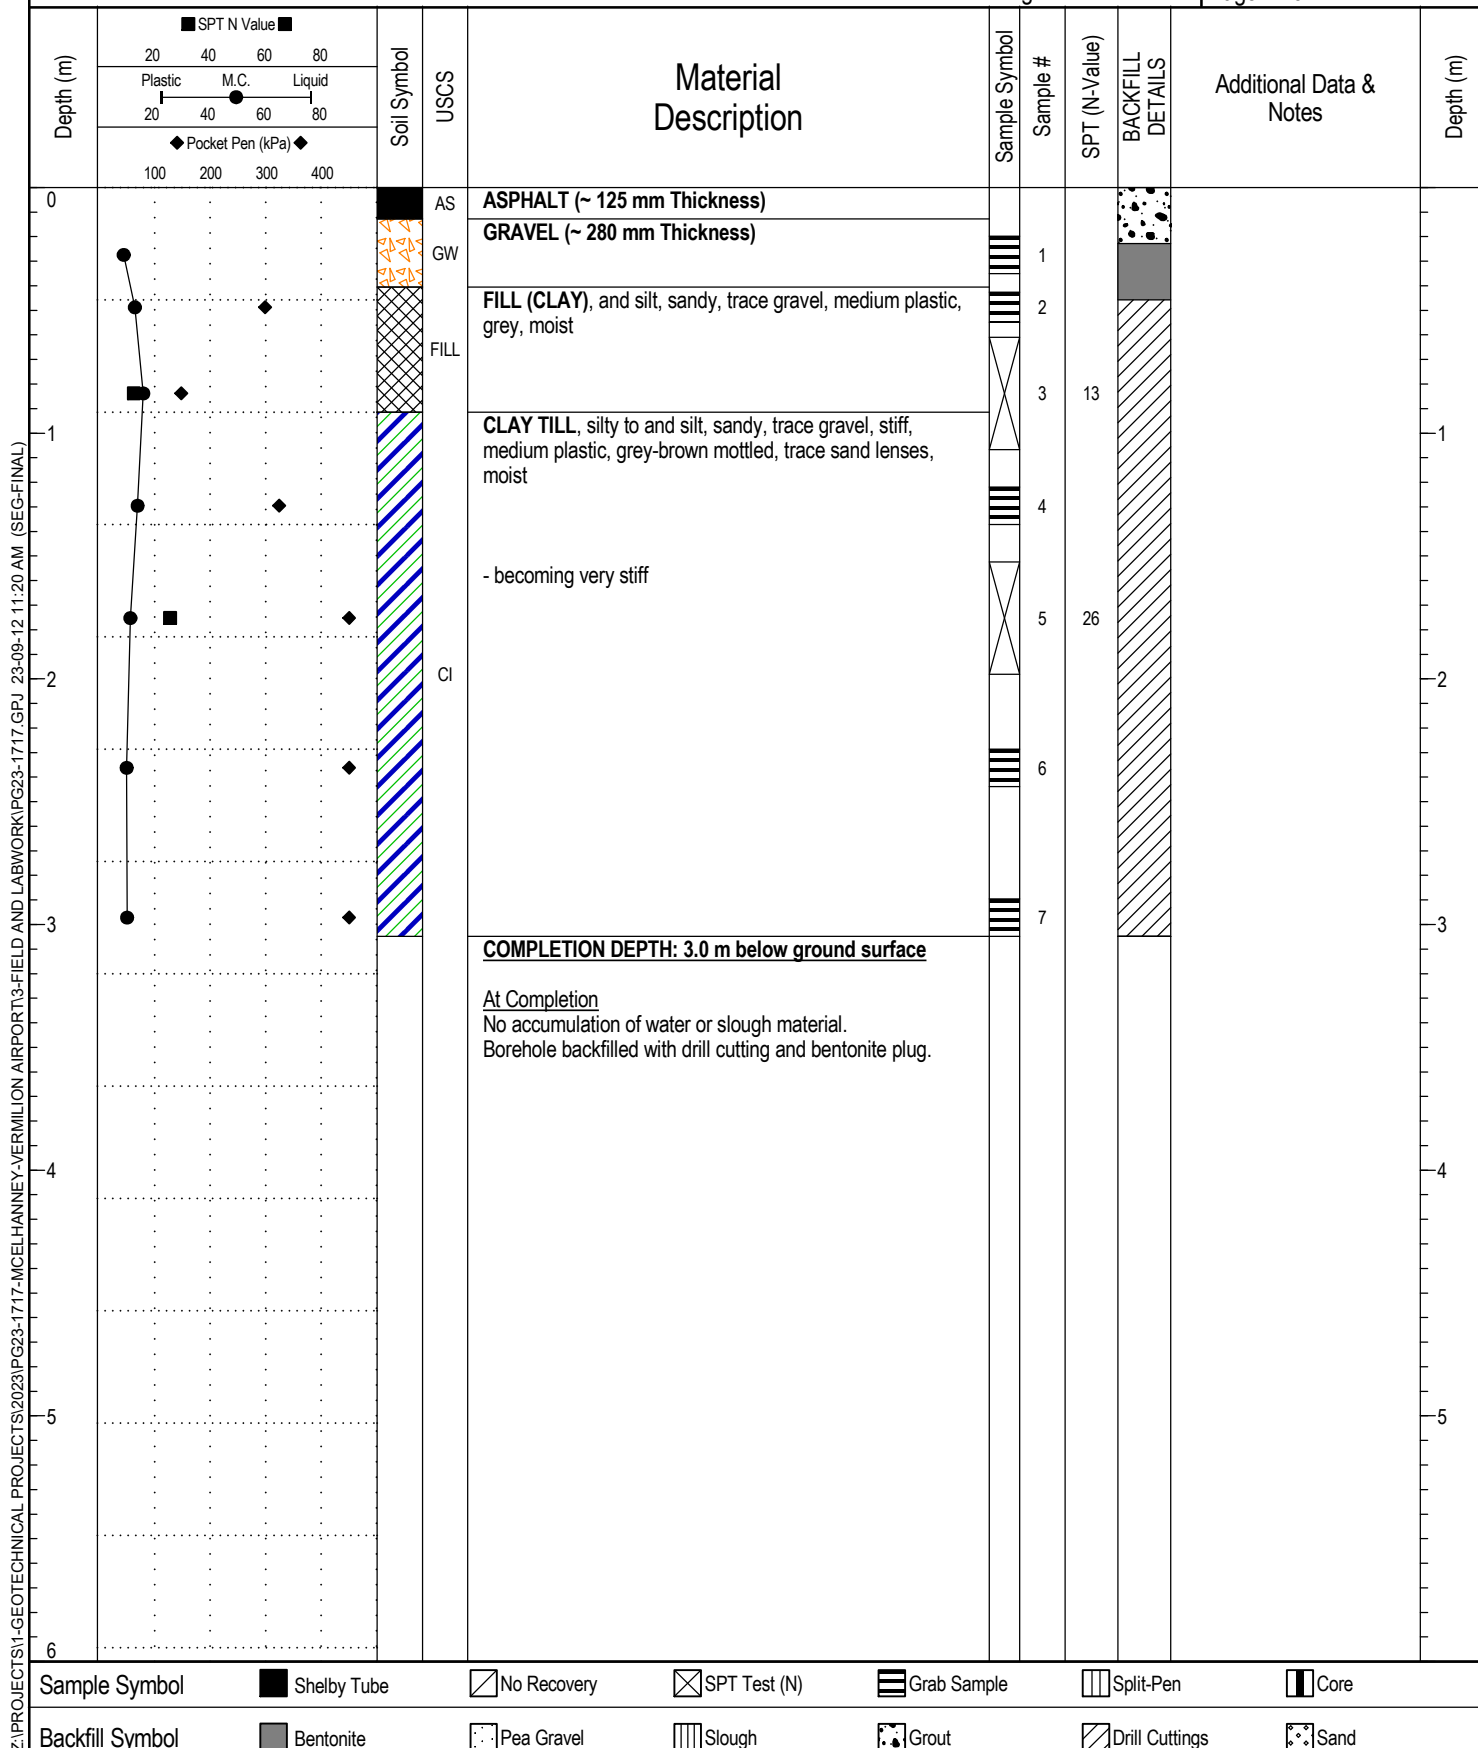 ■ SPT N Value ■
20 40 60 80
Plastic M.C. Liquid
20 40 60 80
◆ Pocket Pen (kPa) ◆
100 200 300 400
Depth (m)
Soil Symbol
USCS
Material
Description
Sample Symbol
Sample #
SPT (N-Value)
BACKFILL
DETAILS
Additional Data &
Notes
Depth (m)
0
AS
ASPHALT (~ 125 mm Thickness)
GW
GRAVEL (~ 280 mm Thickness)
1
FILL
FILL (CLAY), and silt, sandy, trace gravel, medium plastic,
grey, moist
2
3 13
1
CLAY TILL, silty to and silt, sandy, trace gravel, stiff,
medium plastic, grey-brown mottled, trace sand lenses,
moist
1
4
- becoming very stiff
5 26
2
CI
2
6
7
3
3
COMPLETION DEPTH: 3.0 m below ground surface
At Completion
No accumulation of water or slough material.
Borehole backfilled with drill cutting and bentonite plug.
4
4
5
5
6
Z:\PROJECTS\1-GEOTECHNICAL PROJECTS\2023\PG23-1717-MCELHANNEY-VERMILION AIRPORT\3-FIELD AND LABWORK\PG23-1717.GPJ 23-09-12 11:20 AM (SEG-FINAL)
Sample Symbol Shelby Tube No Recovery SPT Test (N) Grab Sample Split-Pen Core
Backfill Symbol Bentonite Pea Gravel Slough Grout Drill Cuttings Sand